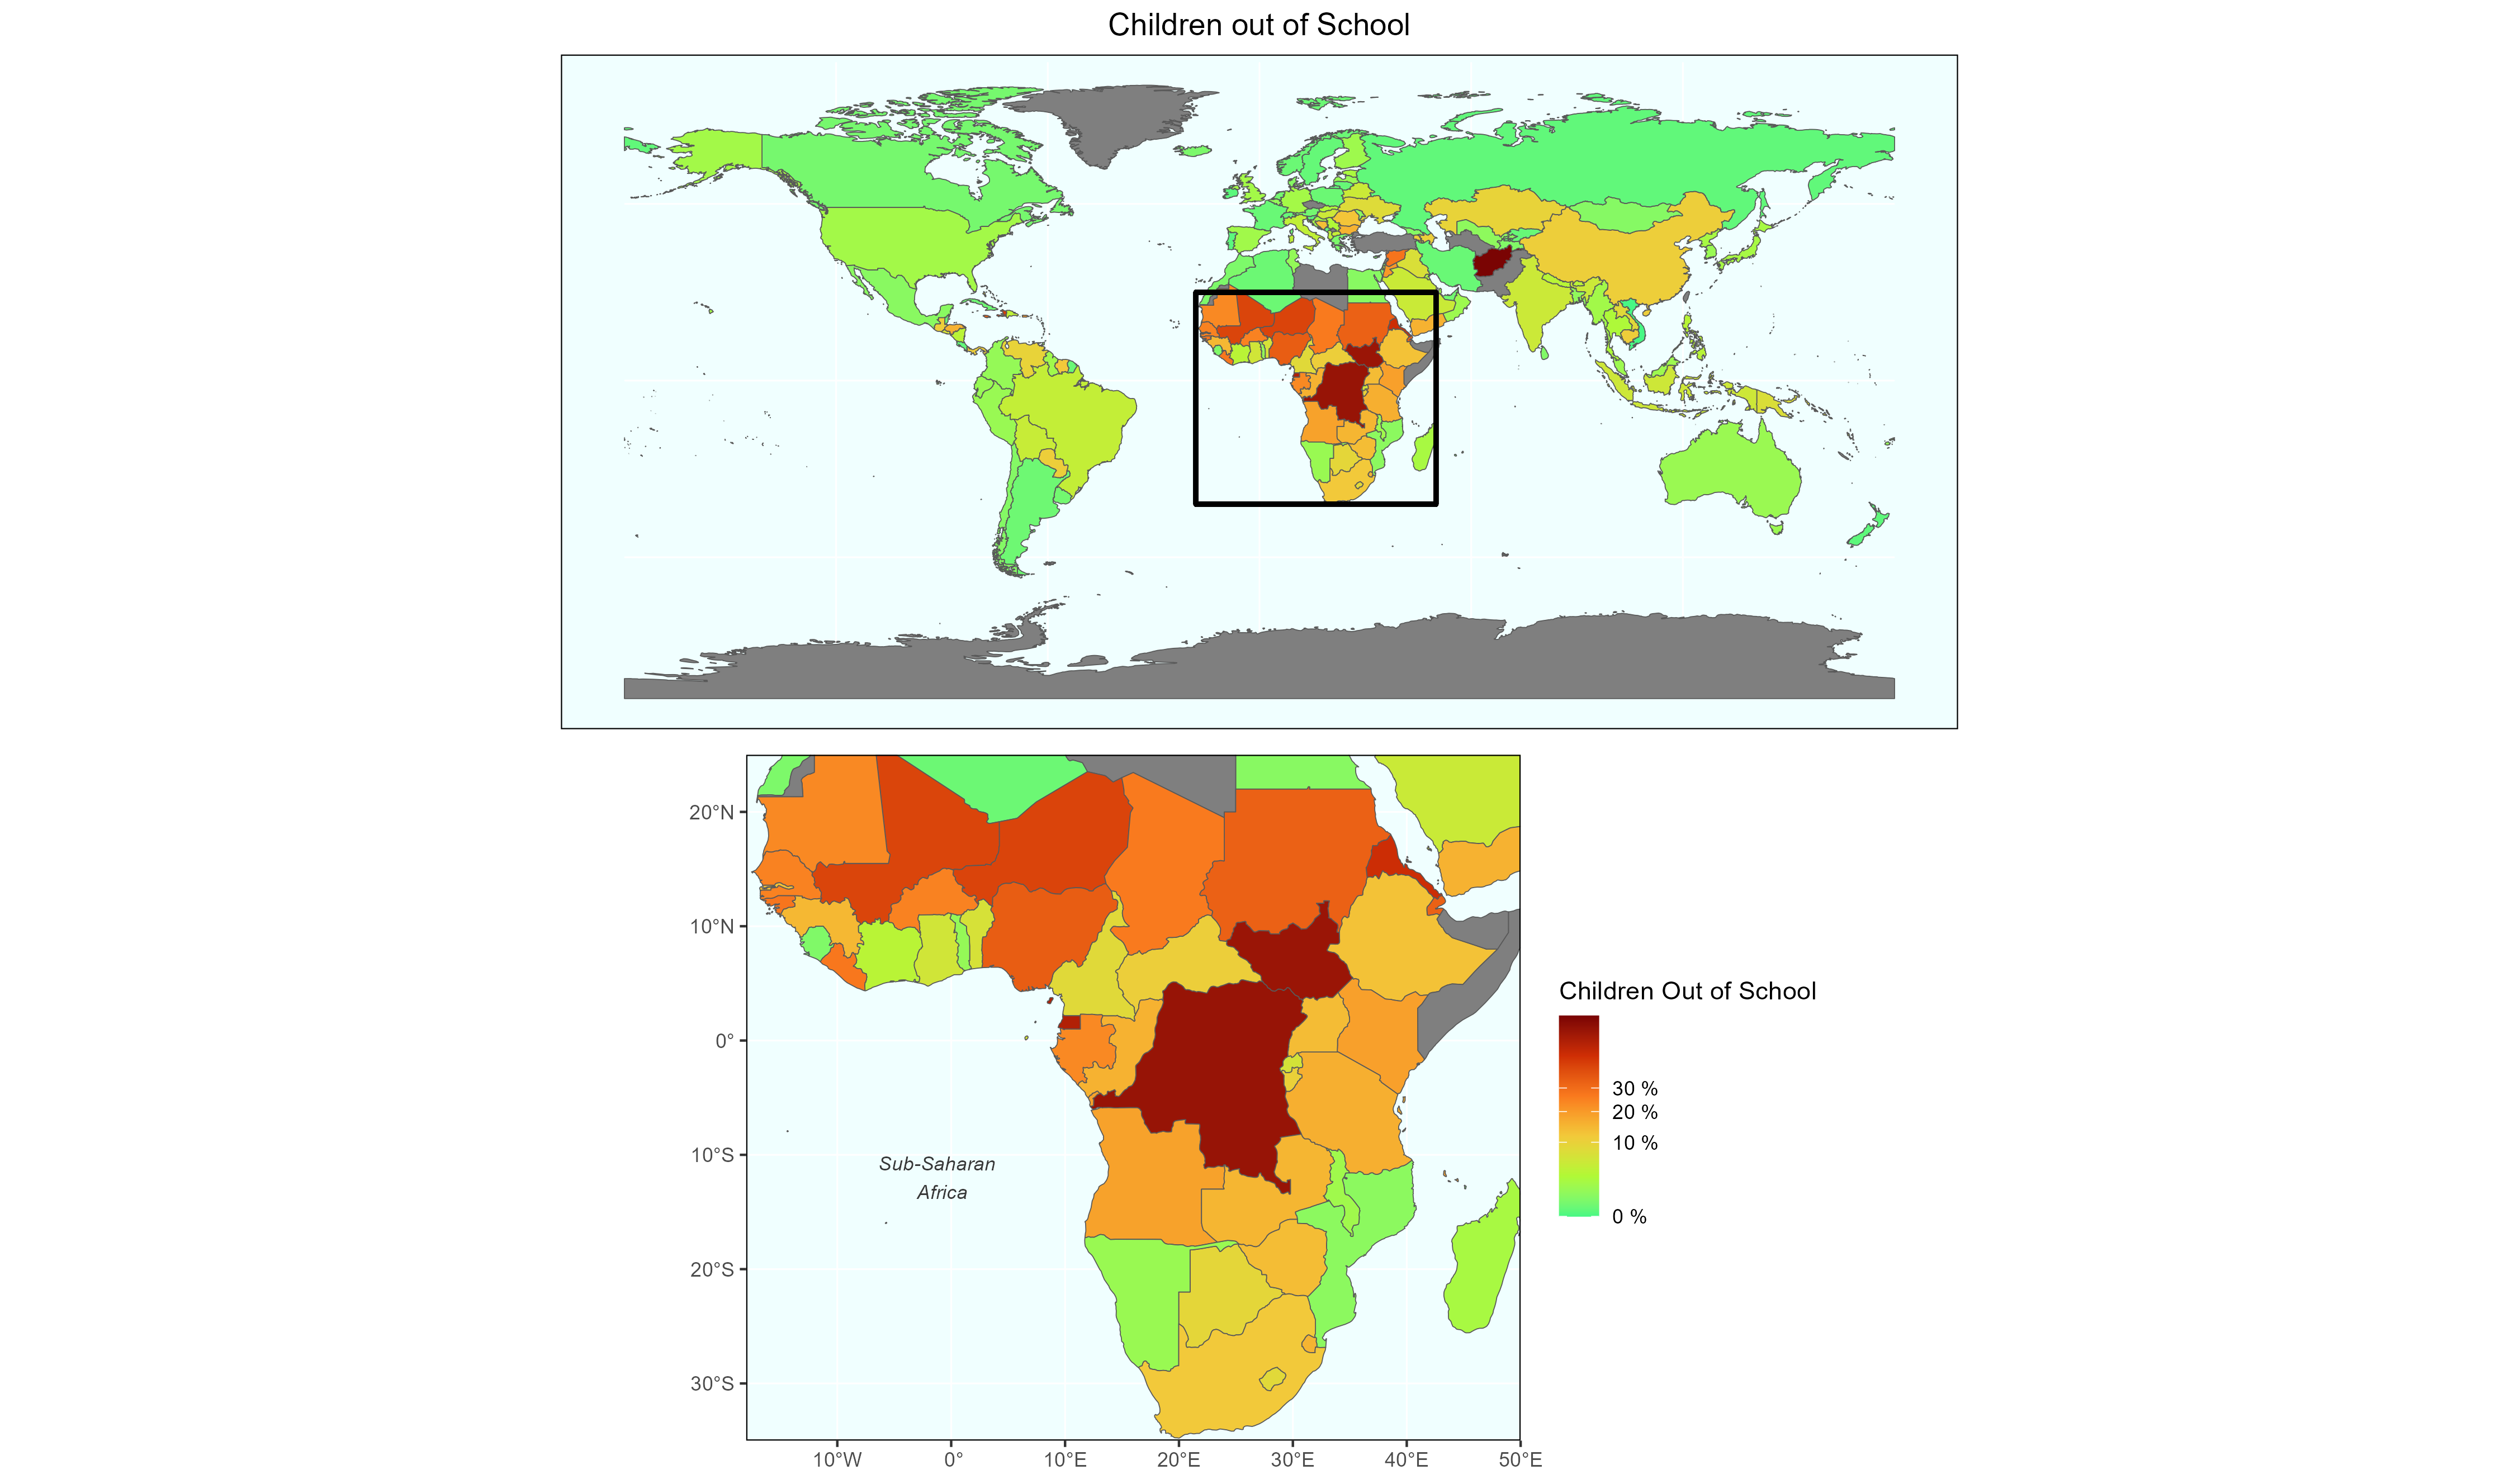 Children out of School
20°N
10°N
0°
10°S
20°S
30°S
Sub-Saharan
Africa
10°W
0°
10°E
20°E
30°E
40°E
50°E
Children Out of School
30 %
20 %
10 %
0 %